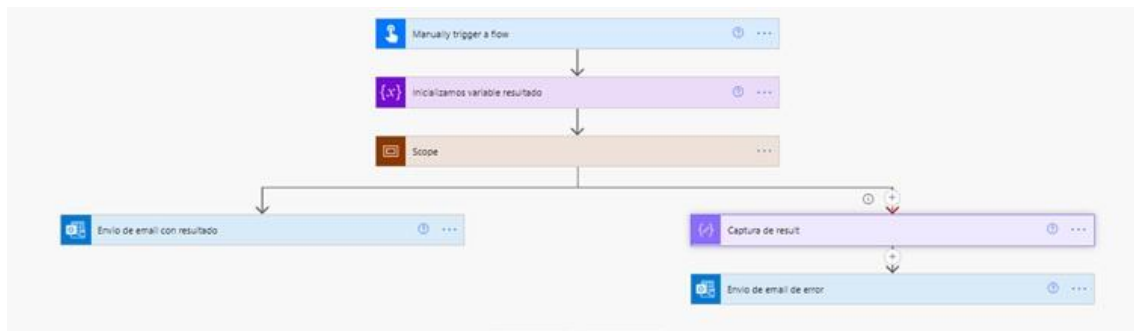 Manually trigger a flow
{x} Inicializamos variable resultado
Scope
Envio de email con resultado
Captura de result
Envio de email de error